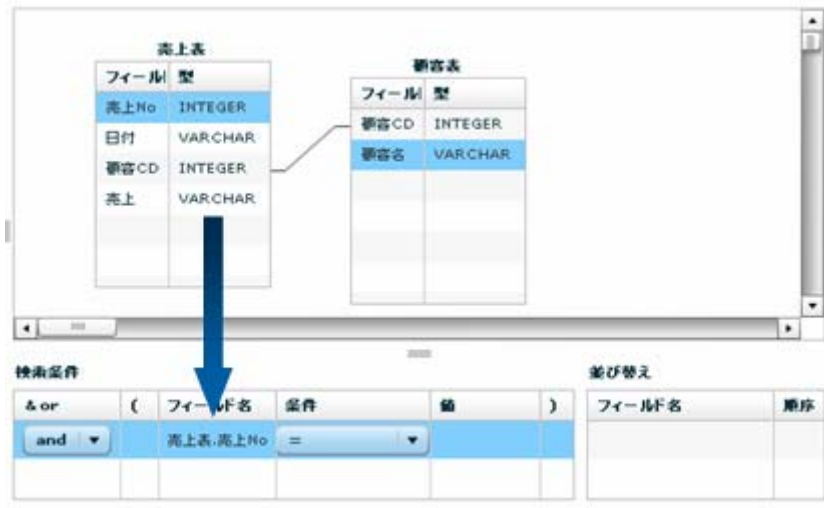 売上表
フィール 型
売上No INTEGER
日付 VARCHAR
顧客CD INTEGER
売上 VARCHAR
顧客表
フィール 型
顧客CD INTEGER
顧客名 VARCHAR
検索条件
& or ( フィールド名 条件 値 )
and 売上表.売上No =
並び替え
フィールド名 順序